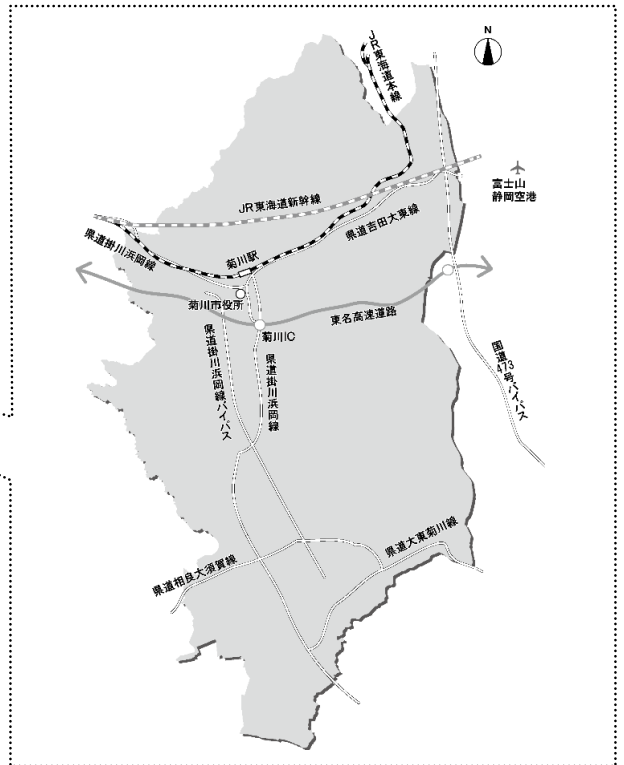 N
JR東海道本線
富士山
静岡空港
JR東海道新幹線
県道吉田大東線
県道掛川浜岡線
菊川駅
菊川市役所
東名高速道路
菊川IC
県道掛川浜岡線バイパス
県道掛川浜岡線
国道473号バイパス
県道大東菊川線
県道相良大須賀線